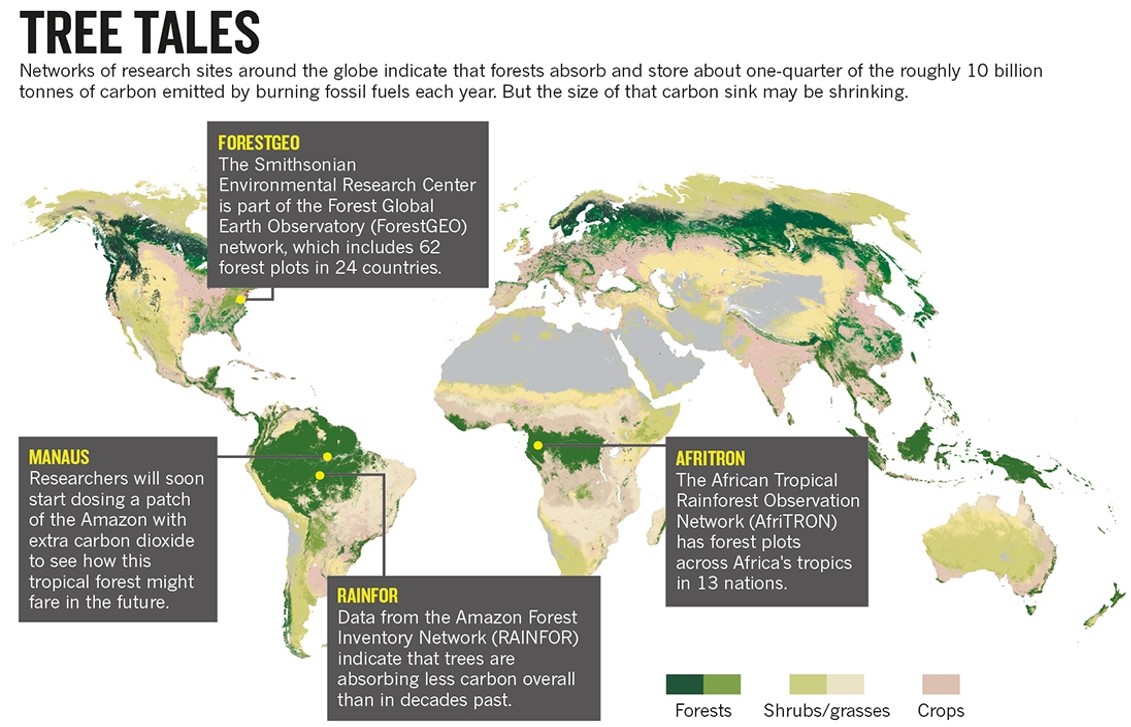 TREE TALES
Networks of research sites around the globe indicate that forests absorb and store about one-quarter of the roughly 10 billion
tonnes of carbon emitted by burning fossil fuels each year. But the size of that carbon sink may be shrinking.
FORESTGEO
The Smithsonian
Environmental Research Center
is part of the Forest Global
Earth Observatory (ForestGEO)
network, which includes 62
forest plots in 24 countries.
MANAUS
Researchers will soon
start dosing a patch
of the Amazon with
extra carbon dioxide
to see how this
tropical forest might
fare in the future.
AFRITRON
The African Tropical
Rainforest Observation
Network (AfriTRON)
has forest plots
across Africa's tropics
in 13 nations.
RAINFOR
Data from the Amazon Forest
Inventory Network (RAINFOR)
indicate that trees are
absorbing less carbon overall
than in decades past.
Forests
Shrubs/grasses
Crops